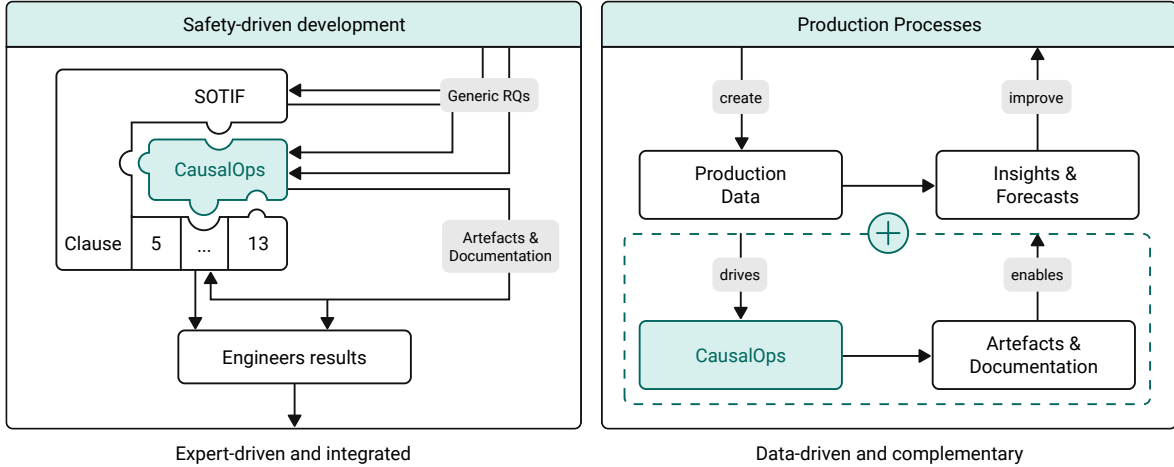 Safety-driven development
SOTIF
Generic RQs
CausalOps
Clause 5 ... 13
Artefacts &
Documentation
Engineers results
Expert-driven and integrated
Production Processes
create
improve
Production
Data
Insights &
Forecasts
drives
enables
CausalOps
Artefacts &
Documentation
Data-driven and complementary